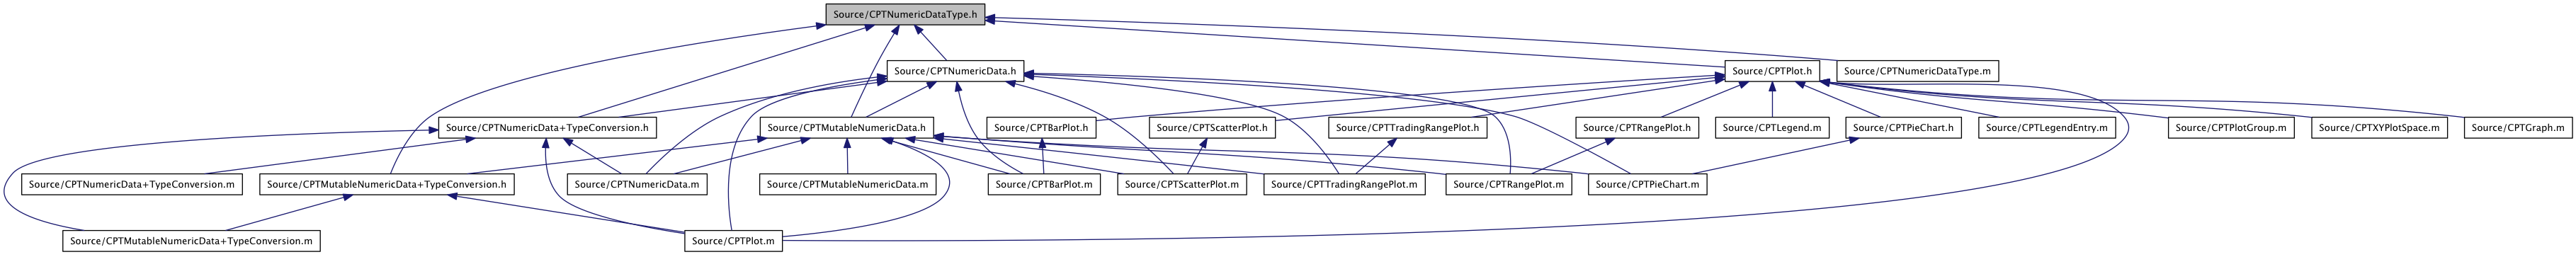 Source/CPTNumericDataType.h
Source/CPTNumericData.h
Source/CPTPlot.h
Source/CPTNumericDataType.m
Source/CPTNumericData+TypeConversion.h
Source/CPTMutableNumericData.h
Source/CPTBarPlot.h
Source/CPTScatterPlot.h
Source/CPTTradingRangePlot.h
Source/CPTRangePlot.h
Source/CPTLegend.m
Source/CPTPieChart.h
Source/CPTLegendEntry.m
Source/CPTPlotGroup.m
Source/CPTXYPlotSpace.m
Source/CPTGraph.m
Source/CPTNumericData+TypeConversion.m
Source/CPTMutableNumericData+TypeConversion.h
Source/CPTNumericData.m
Source/CPTMutableNumericData.m
Source/CPTBarPlot.m
Source/CPTScatterPlot.m
Source/CPTTradingRangePlot.m
Source/CPTRangePlot.m
Source/CPTPieChart.m
Source/CPTMutableNumericData+TypeConversion.m
Source/CPTPlot.m